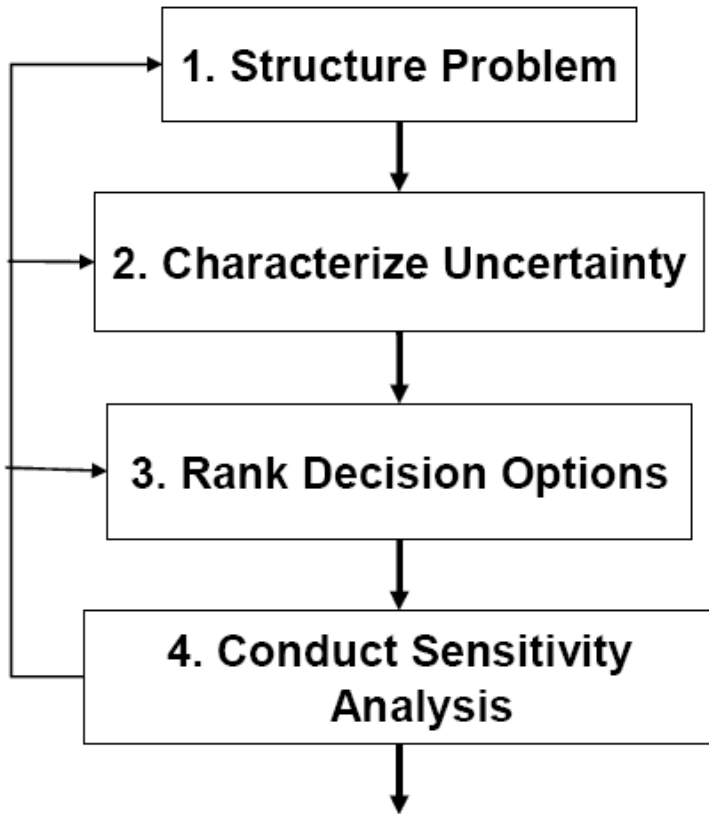 1. Structure Problem
2. Characterize Uncertainty
3. Rank Decision Options
4. Conduct Sensitivity
Analysis